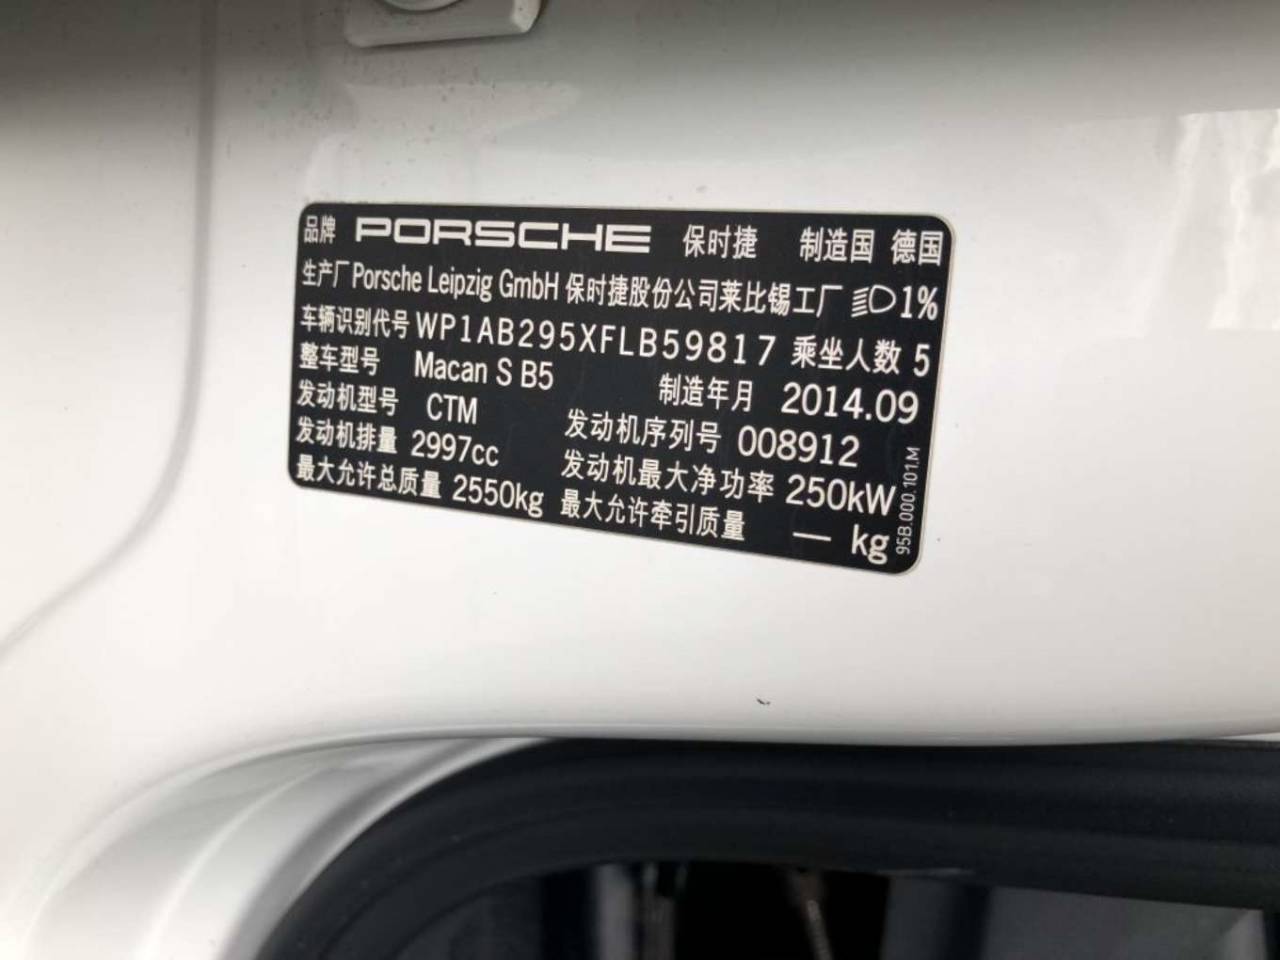 品牌 PORSCHE 保时捷 制造国 德国
生产厂 Porsche Leipzig GmbH 保时捷股份公司莱比锡工厂 1%
车辆识别代号 WP1AB295XFLB59817 乘坐人数 5
整车型号 Macan S B5 制造年月 2014.09
发动机型号 CTM 发动机序列号 008912
发动机排量 2997cc 发动机最大净功率 250kW
最大允许总质量 2550kg 最大允许牵引质量 — kg
95B.000.101.M